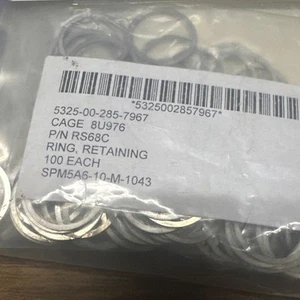 *5325002857967*
5325-00-285-7967
CAGE 8U976
P/N RS68C
RING, RETAINING
100 EACH
SPM5A6-10-M-1043